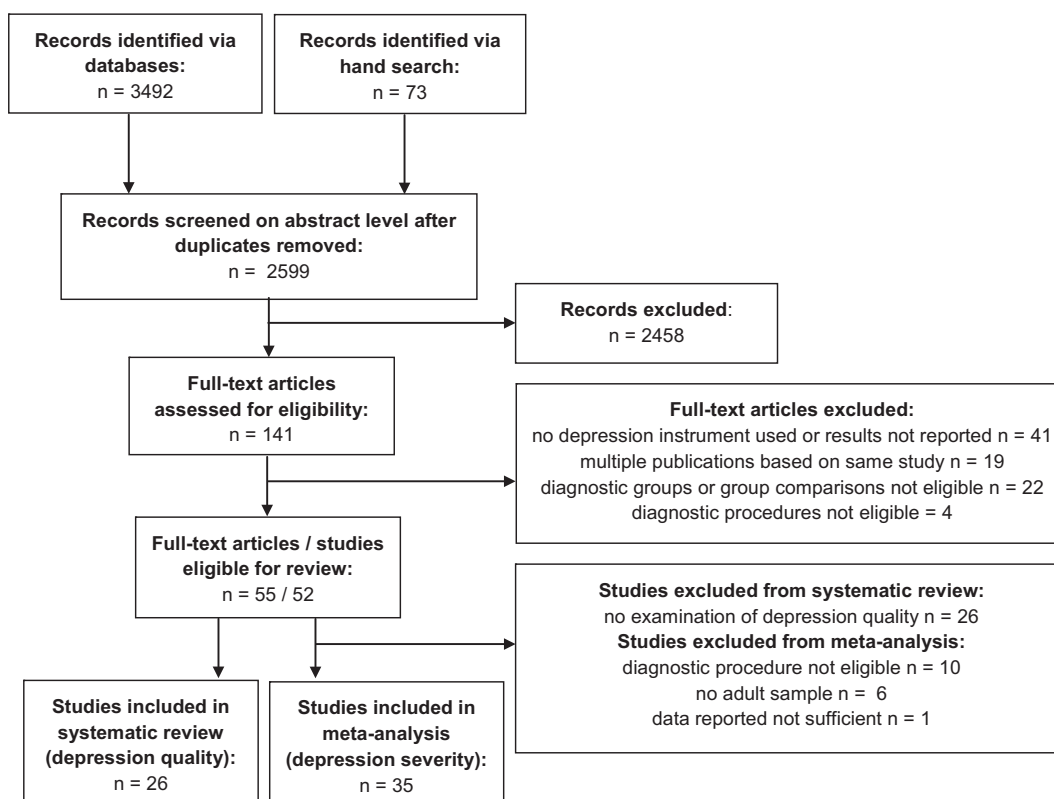 Records identified via
databases:
n = 3492
Records identified via
hand search:
n = 73
Records screened on abstract level after
duplicates removed:
n =  2599
Records excluded:
n = 2458
Full-text articles
assessed for eligibility:
n = 141
Full-text articles excluded:
no depression instrument used or results not reported n = 41
multiple publications based on same study n = 19
diagnostic groups or group comparisons not eligible n = 22
diagnostic procedures not eligible = 4
Full-text articles / studies
eligible for review:
n = 55 / 52
Studies excluded from systematic review:
no examination of depression quality n = 26
Studies excluded from meta-analysis:
diagnostic procedure not eligible n = 10
no adult sample n =  6
data reported not sufficient n = 1
Studies included in
systematic review
(depression quality):
n = 26
Studies included in
meta-analysis
(depression severity):
n = 35